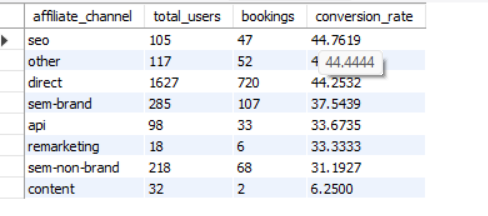 affiliate_channel total_users bookings conversion_rate
seo 105 47 44.7619
other 117 52 4 44.4444
direct 1627 720 44.2532
sem-brand 285 107 37.5439
api 98 33 33.6735
remarketing 18 6 33.3333
sem-non-brand 218 68 31.1927
content 32 2 6.2500